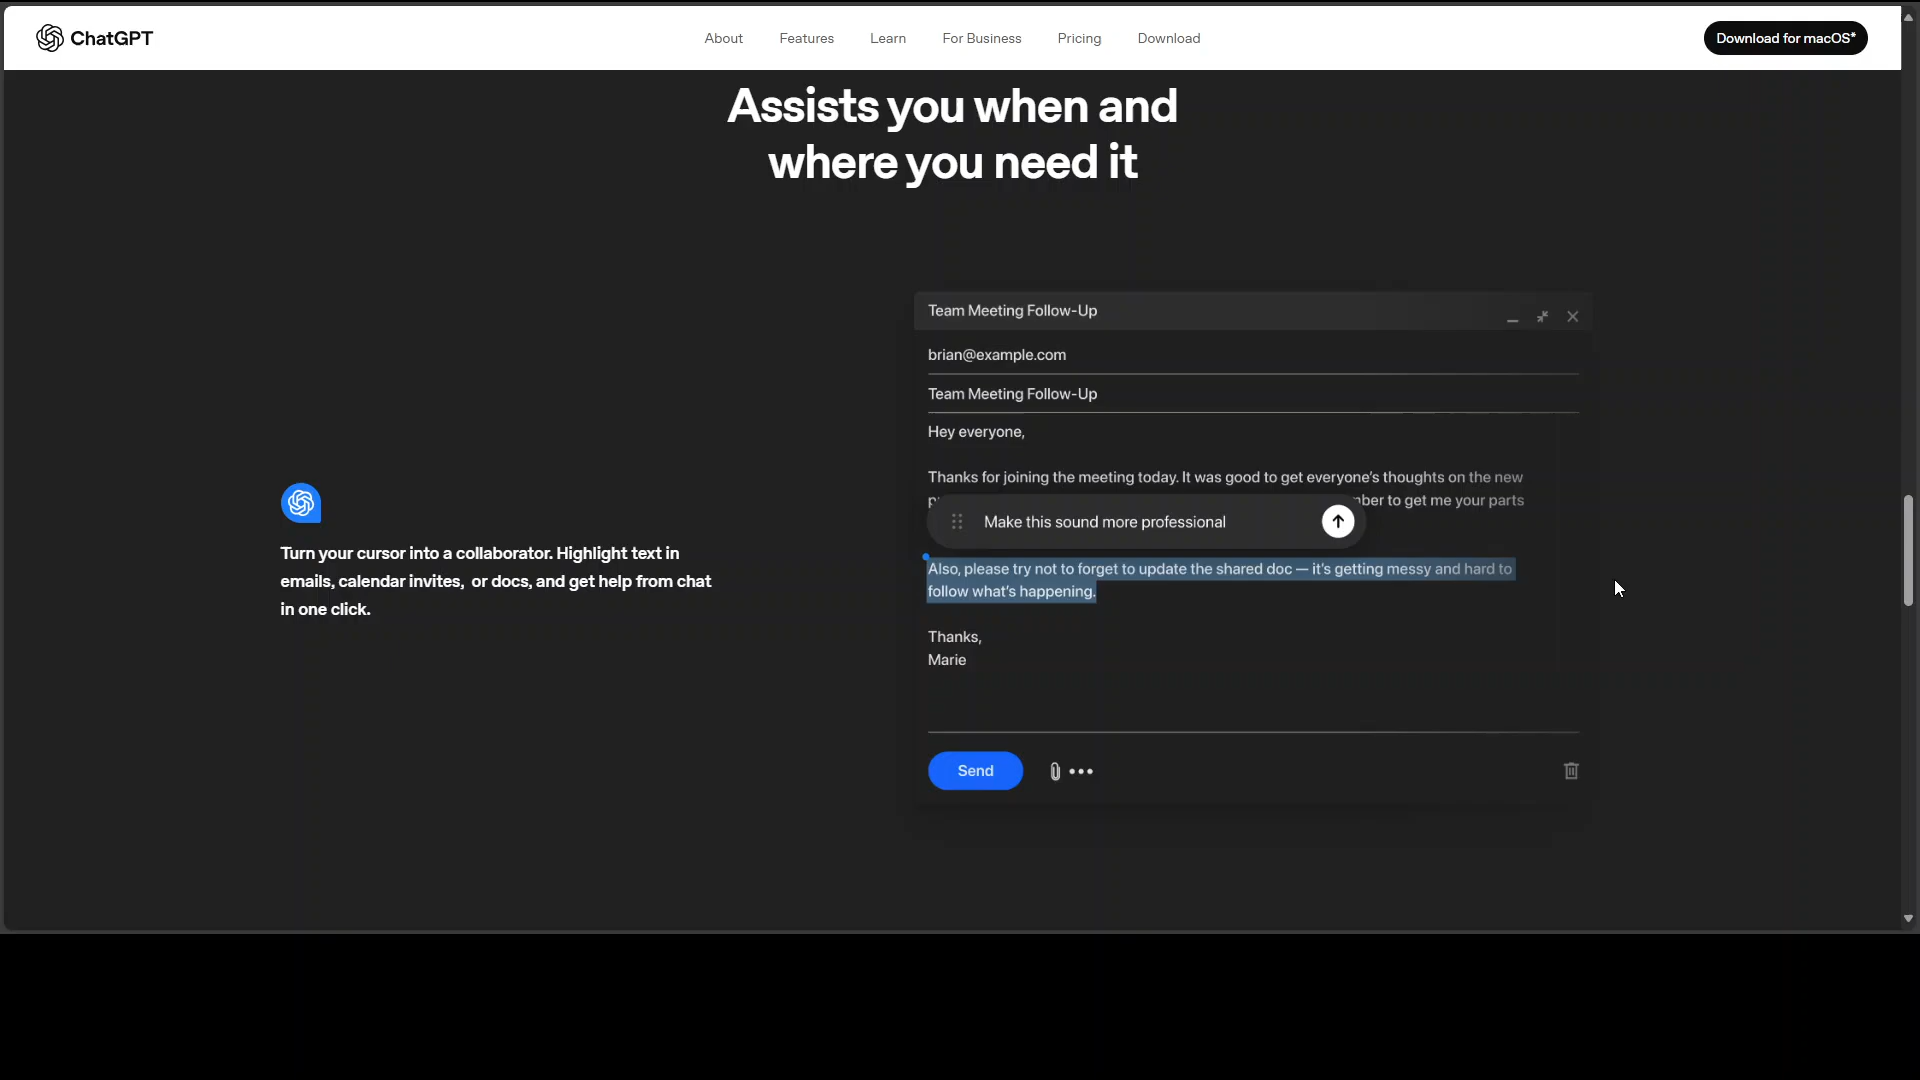 ChatGPT
About
Features
Learn
For Business
Pricing
Download
Download for macOS*
Assists you when and
where you need it
Turn your cursor into a collaborator. Highlight text in
emails, calendar invites, or docs, and get help from chat
in one click.
Team Meeting Follow-Up
brian@example.com
Team Meeting Follow-Up
Hey everyone,
Thanks for joining the meeting today. It was good to get everyone's thoughts on the new
to get me your parts
Make this sound more professional
Also, please try not to forget to update the shared doc — it's getting messy and hard to
follow what's happening.
Thanks,
Marie
Send